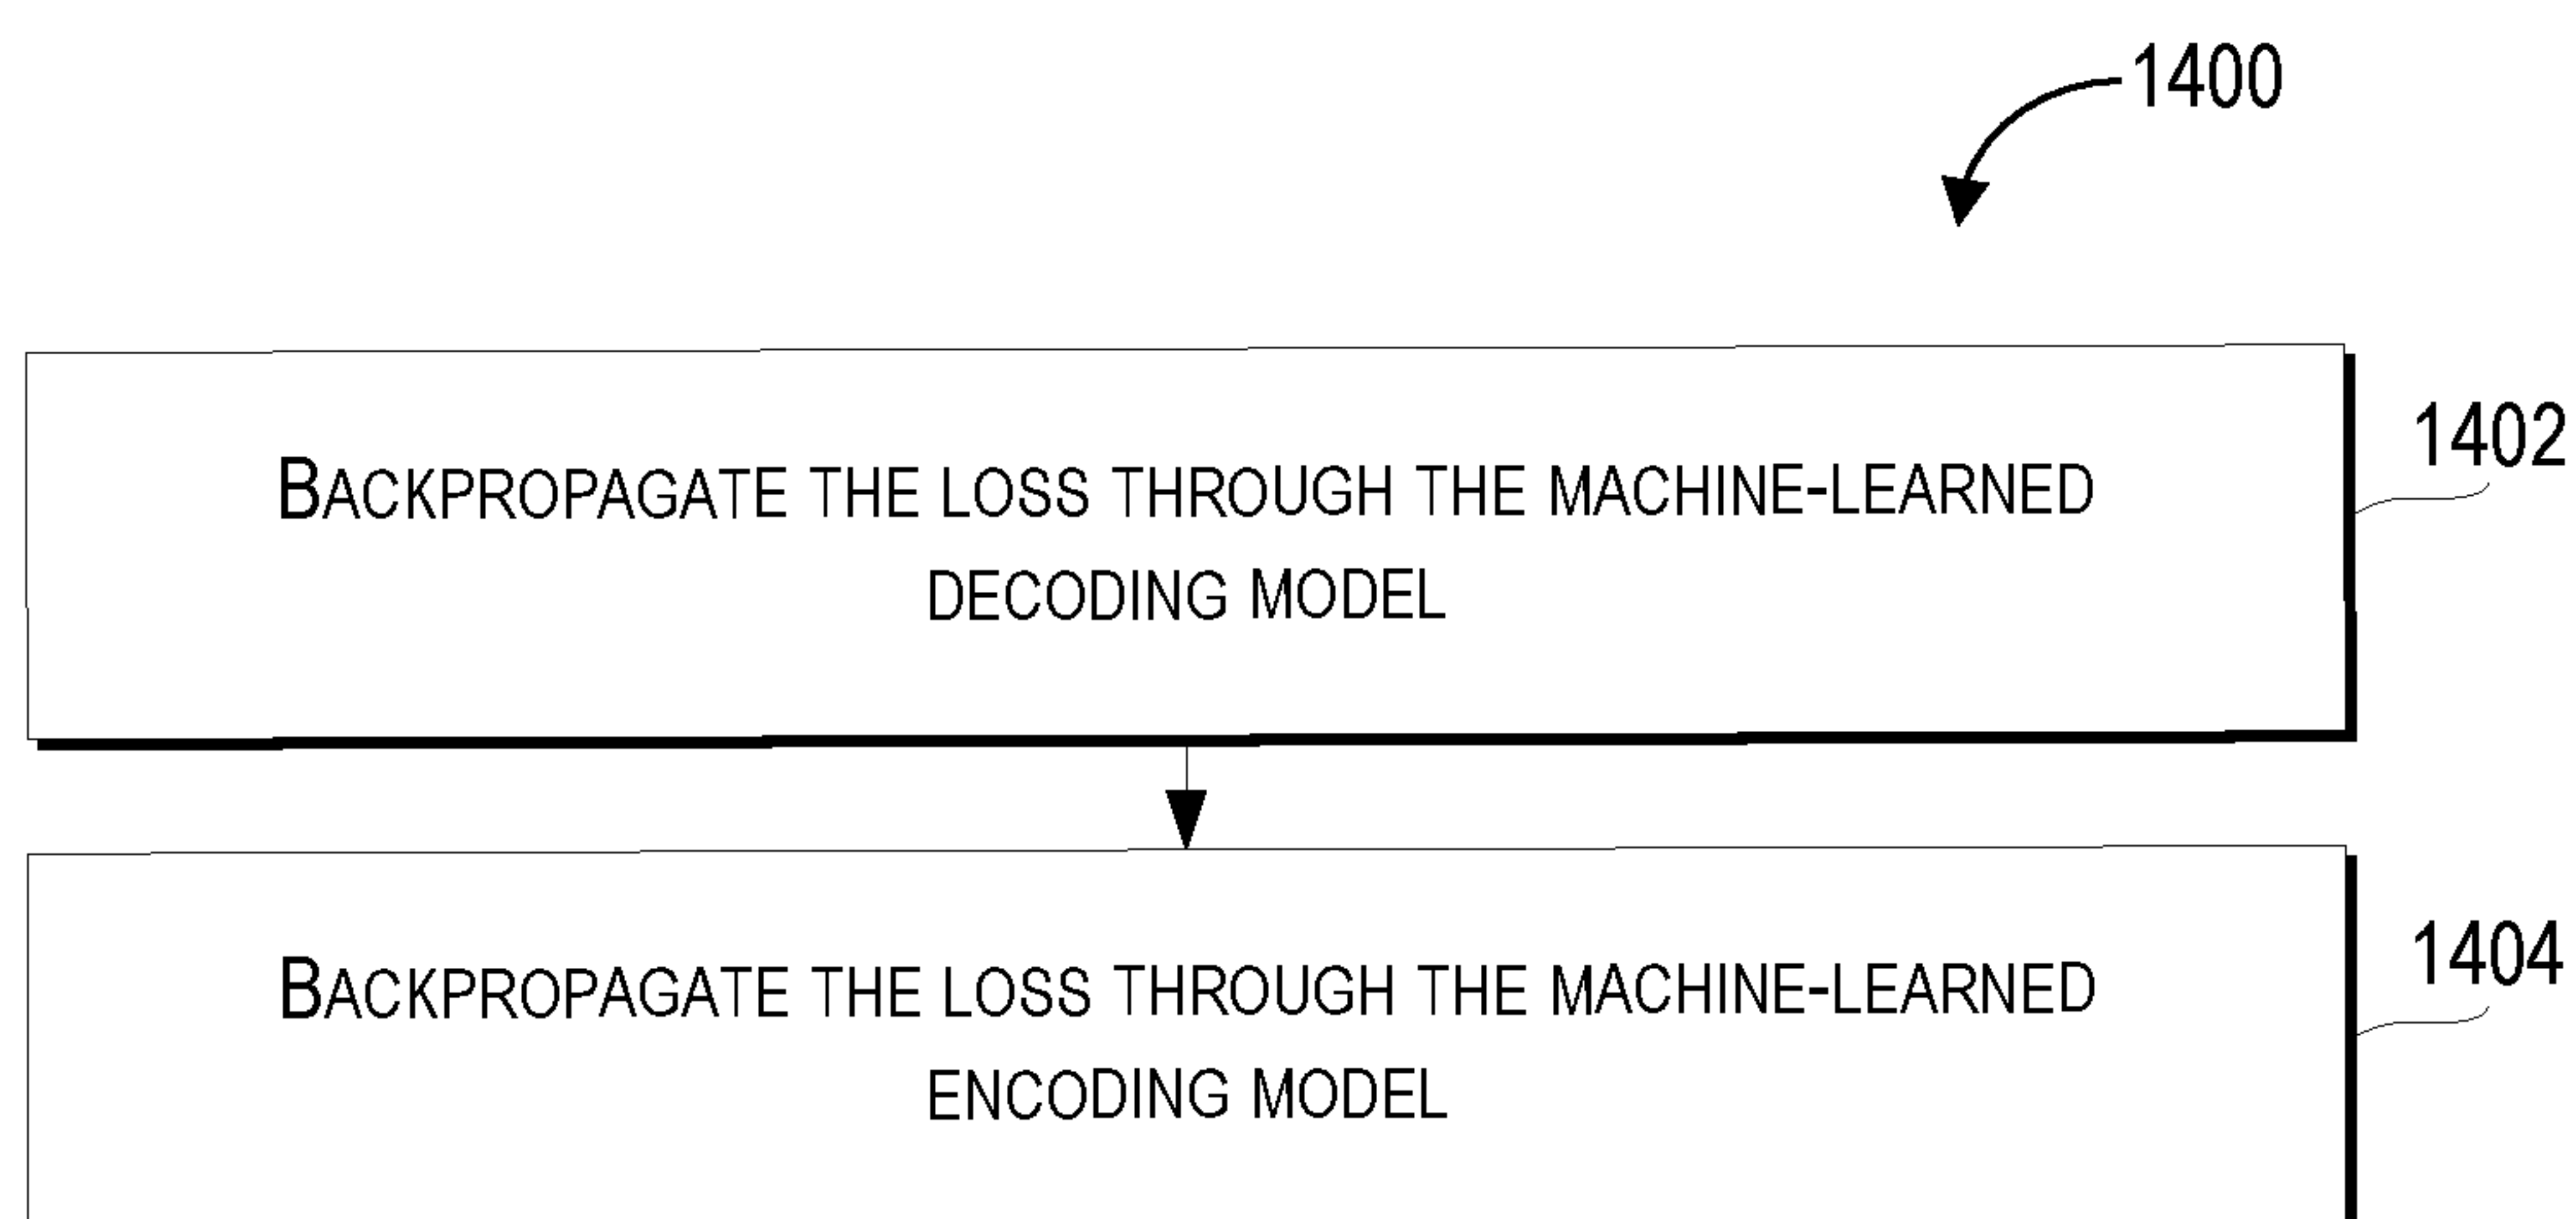 1400
BACKPROPAGATE THE LOSS THROUGH THE MACHINE-LEARNED
DECODING MODEL
1402
BACKPROPAGATE THE LOSS THROUGH THE MACHINE-LEARNED
ENCODING MODEL
1404